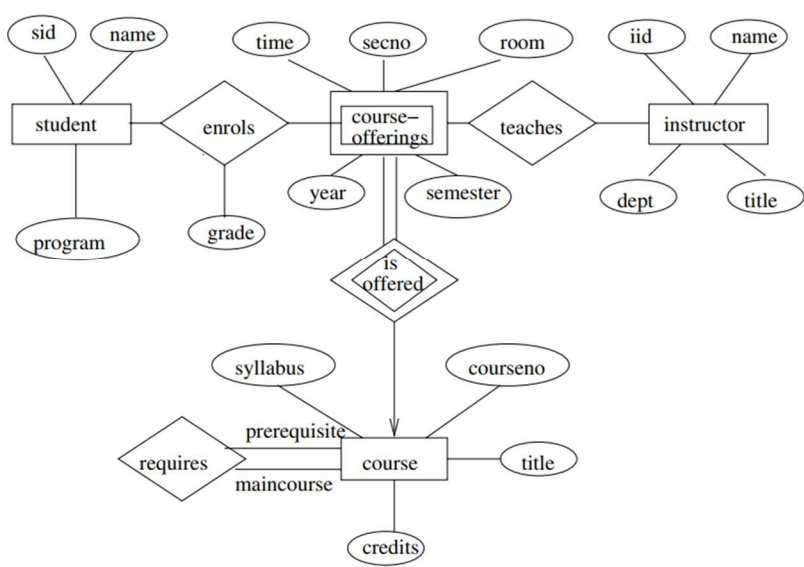 sid
name
time
secno
room
iid
name
student
enrols
course–
offerings
teaches
instructor
program
grade
year
semester
dept
title
is
offered
syllabus
courseno
prerequisite
requires
maincourse
course
title
credits